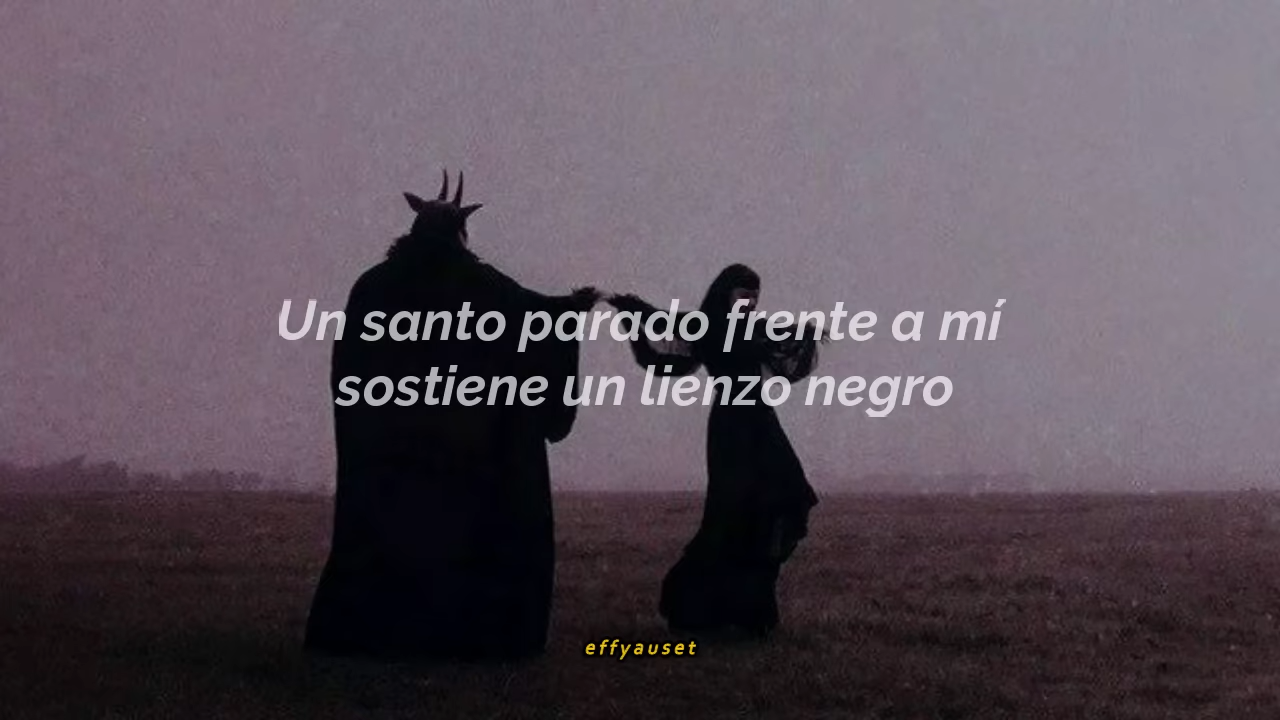 Un santo parado frente a mí
sostiene un lienzo negro
effyauset